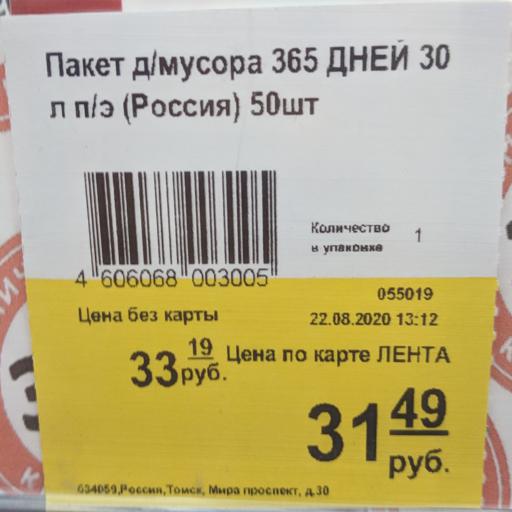 Пакет д/мусора 365 ДНЕЙ 30
л п/э (Россия) 50шт
Количество
в упаковке 1
4 606068 003005
055019
Цена без карты
22.08.2020 13:12
33 19 руб.
Цена по карте ЛЕНТА
31 49 руб.
634059,Россия,Томск, Мира проспект, д.30